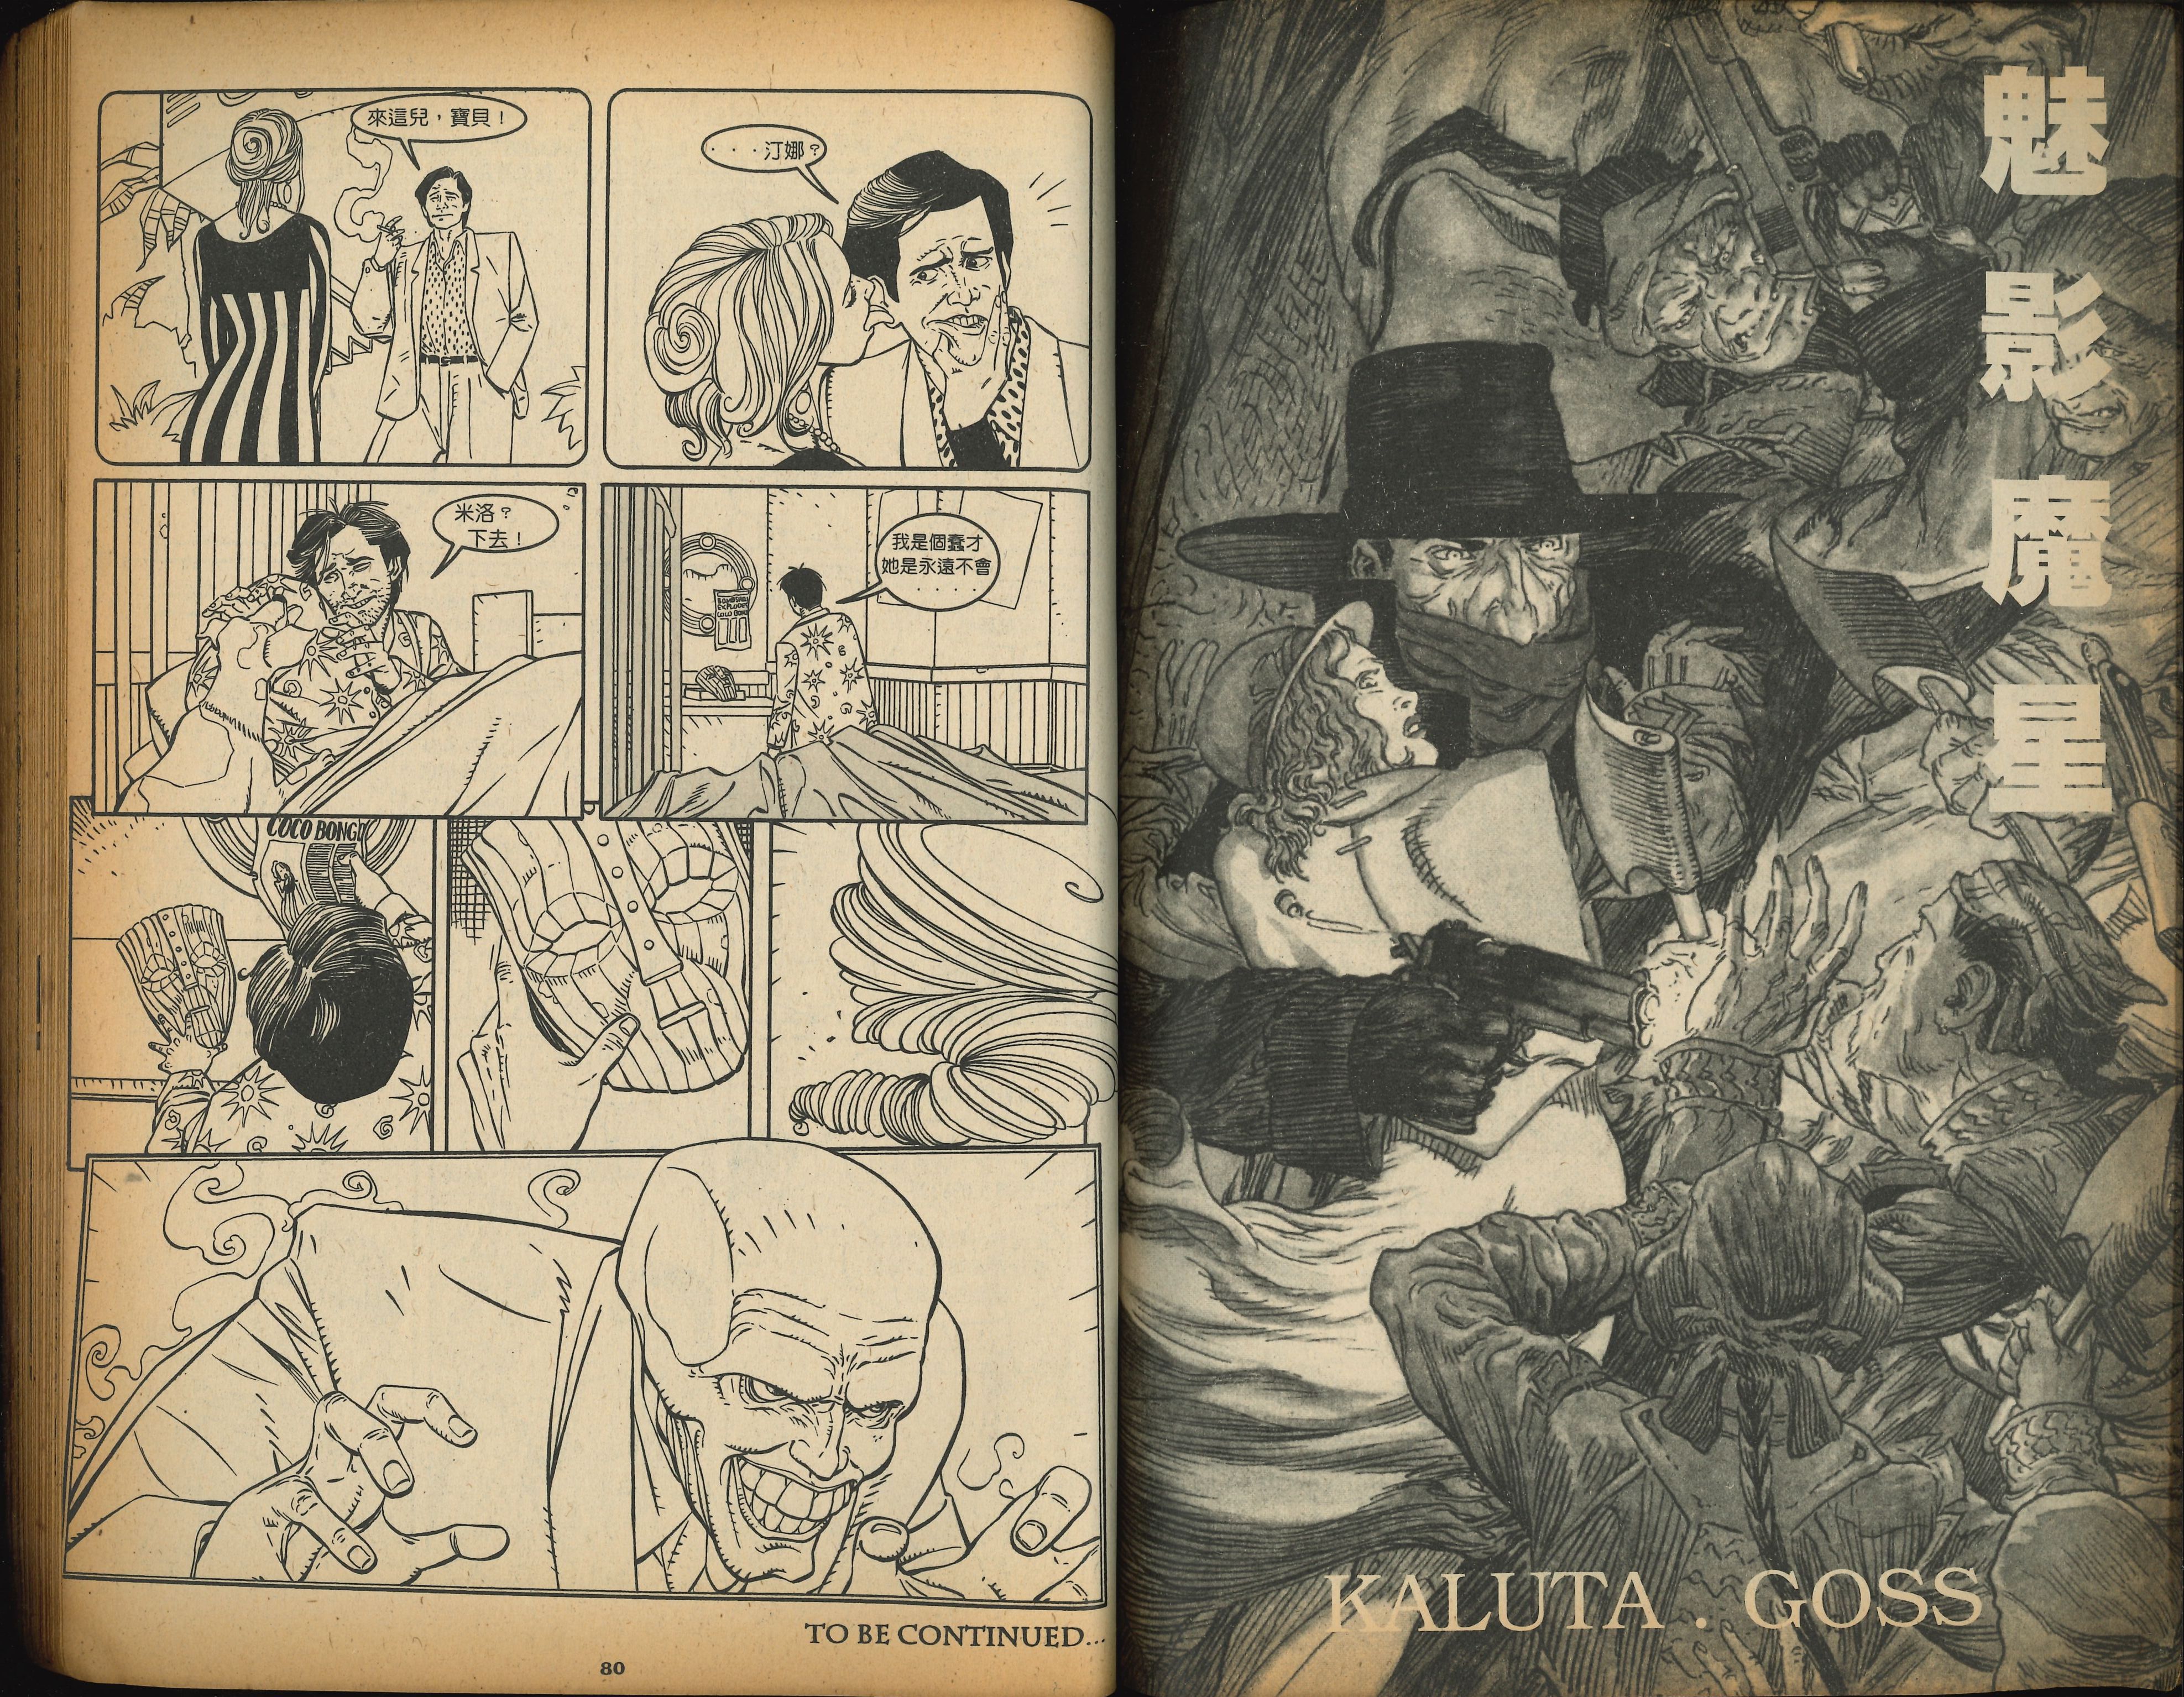 來這兒，寶貝！
···汀娜？
米洛？
下去！
我是個蠢才
她是永遠不會
·····
COCO BONGO
TO BE CONTINUED...
80
魅影魔星
KALUTA . GOSS